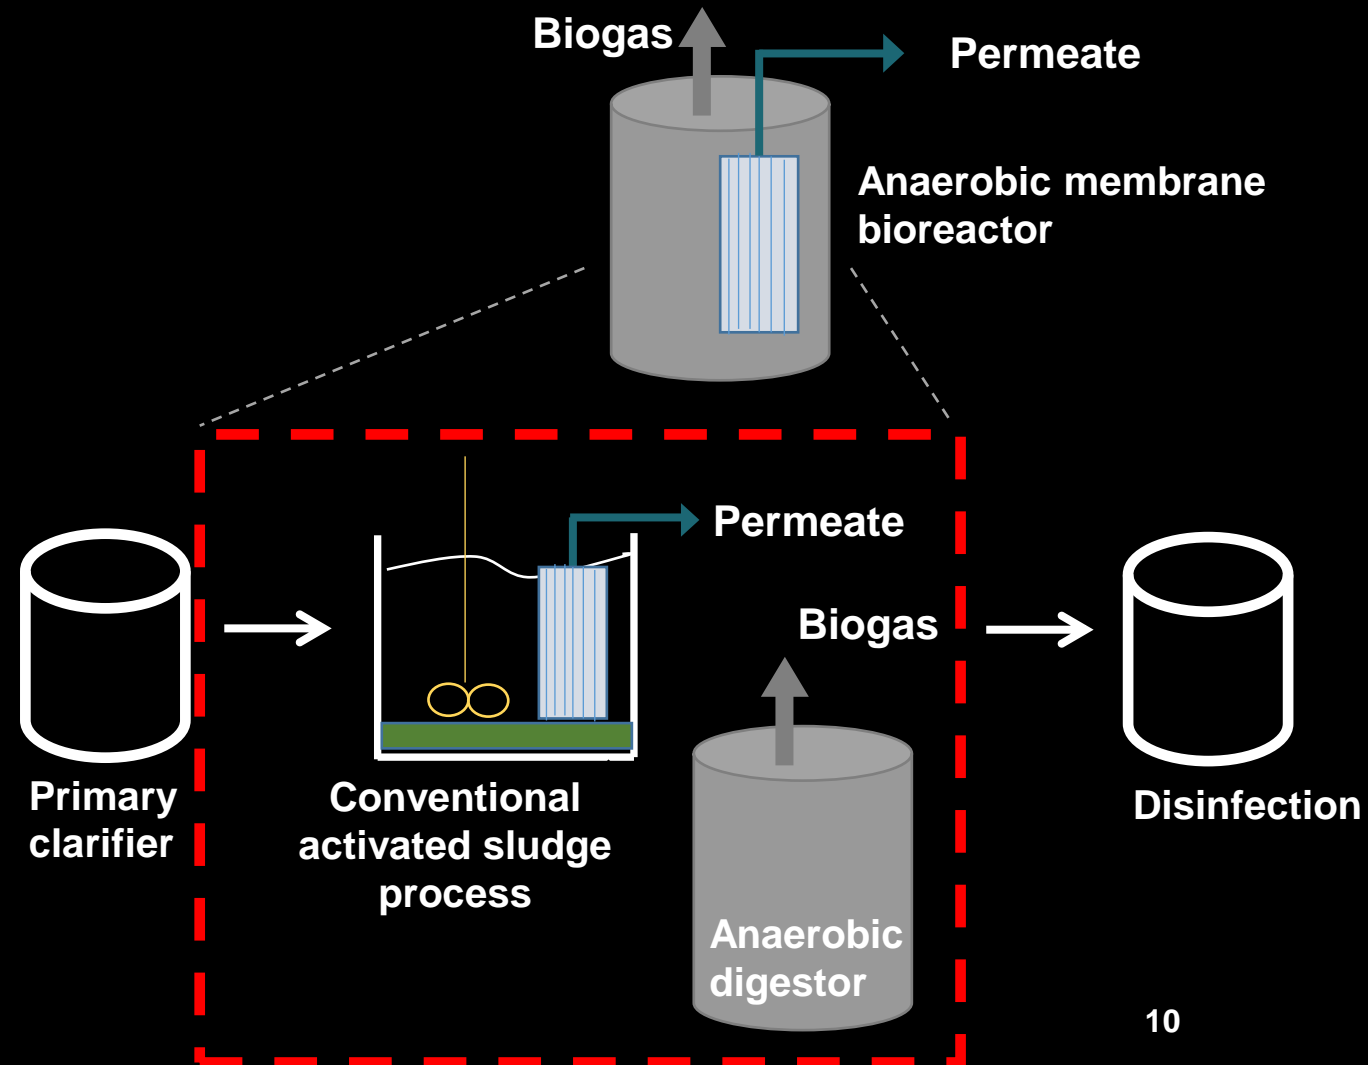 Biogas
Permeate
Anaerobic membrane
bioreactor
Permeate
Biogas
Primary
clarifier
Conventional
activated sludge
process
Anaerobic
digestor
Disinfection
10